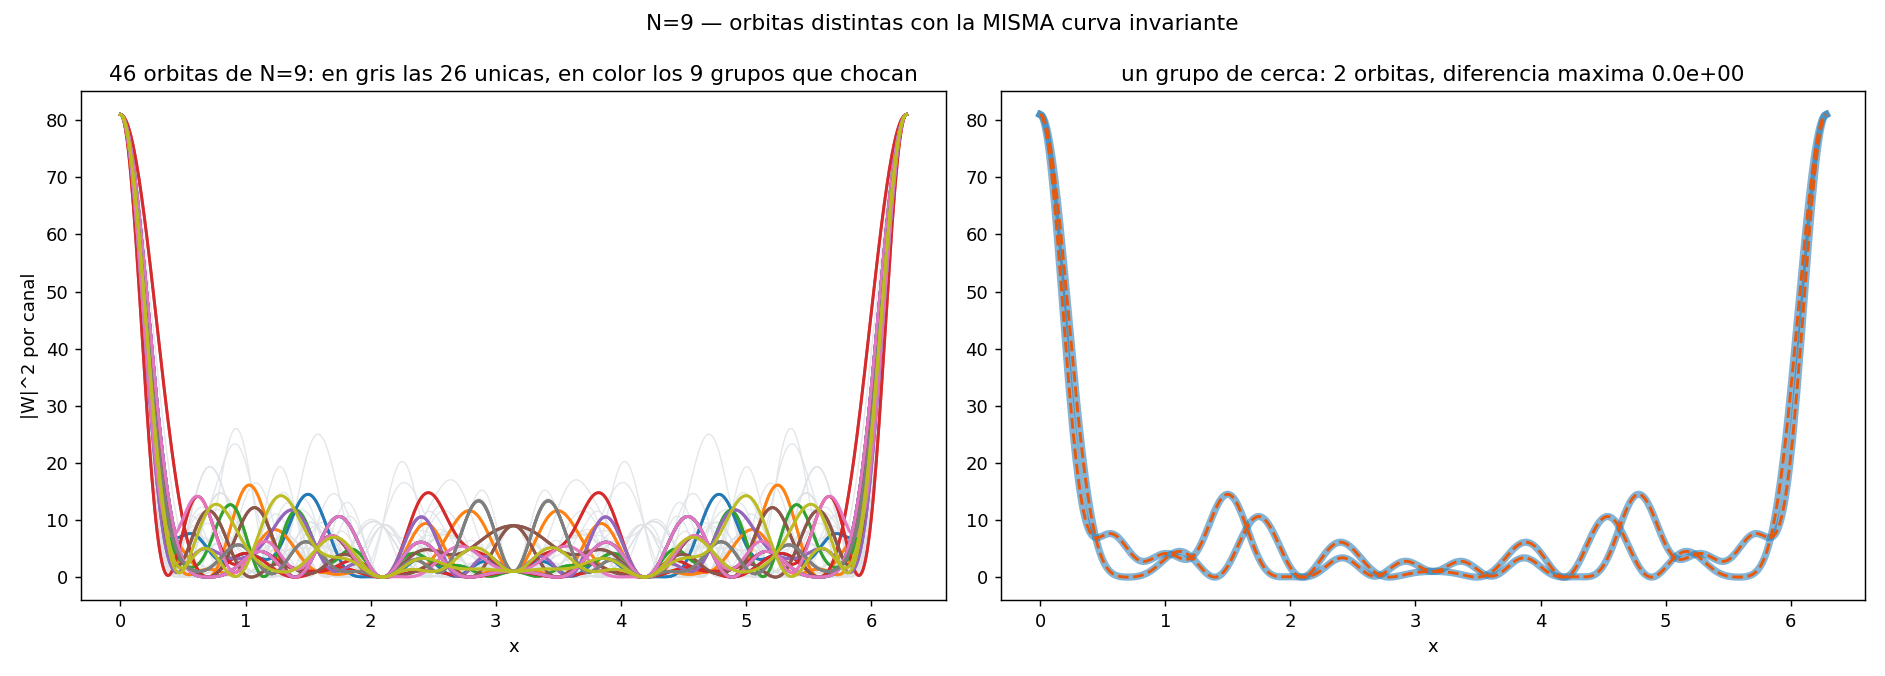 N=9 — orbitas distintas con la MISMA curva invariante
46 orbitas de N=9: en gris las 26 unicas, en color los 9 grupos que chocan
80
70
60
50
40
30
20
10
0
|W|^2 por canal
0 1 2 3 4 5 6
x
un grupo de cerca: 2 orbitas, diferencia maxima 0.0e+00
80
70
60
50
40
30
20
10
0
0 1 2 3 4 5 6
x